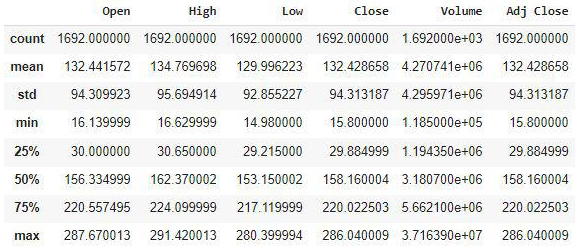 Open High Low Close Volume Adj Close
count 1692.000000 1692.000000 1692.000000 1692.000000 1.692000e+03 1692.000000
mean 132.441572 134.769698 129.996223 132.428658 4.270741e+06 132.428658
std 94.309923 95.694914 92.855227 94.313187 4.295971e+06 94.313187
min 16.139999 16.629999 14.980000 15.800000 1.185000e+05 15.800000
25% 30.000000 30.650000 29.215000 29.884999 1.194350e+06 29.884999
50% 156.334999 162.370002 153.150002 158.160004 3.180700e+06 158.160004
75% 220.557495 224.099999 217.119999 220.022503 5.662100e+06 220.022503
max 287.670013 291.420013 280.399994 286.040009 3.716390e+07 286.040009